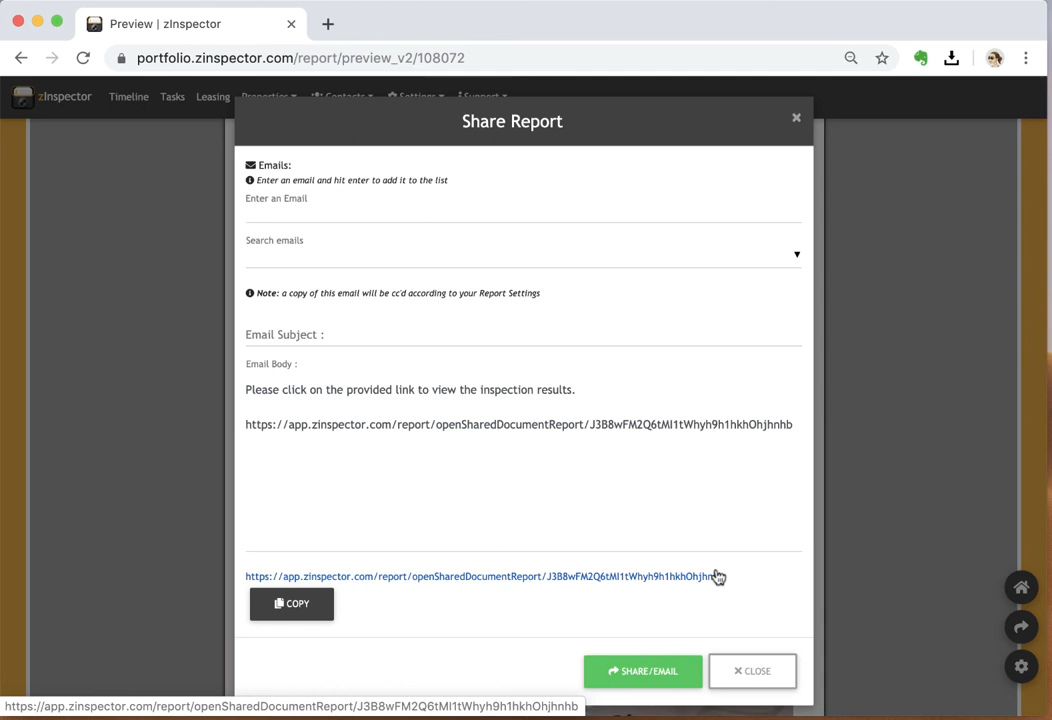 Preview | zInspector
portfolio.zinspector.com/report/preview_v2/108072
zInspector Timeline Tasks Leasing Properties Contacts Settings Support
Share Report
Emails:
Enter an email and hit enter to add it to the list
Enter an Email
Search emails
Note: a copy of this email will be cc'd according to your Report Settings
Email Subject :
Email Body :
Please click on the provided link to view the inspection results.
https://app.zinspector.com/report/openSharedDocumentReport/J3B8wFM2Q6tMI1tWhyh9h1hkhOhjhnhb
https://app.zinspector.com/report/openSharedDocumentReport/J3B8wFM2Q6tMI1tWhyh9h1hkhOhjhn
COPY
SHARE/EMAIL
CLOSE
https://app.zinspector.com/report/openSharedDocumentReport/J3B8wFM2Q6tMI1tWhyh9h1hkhOhjhnhb